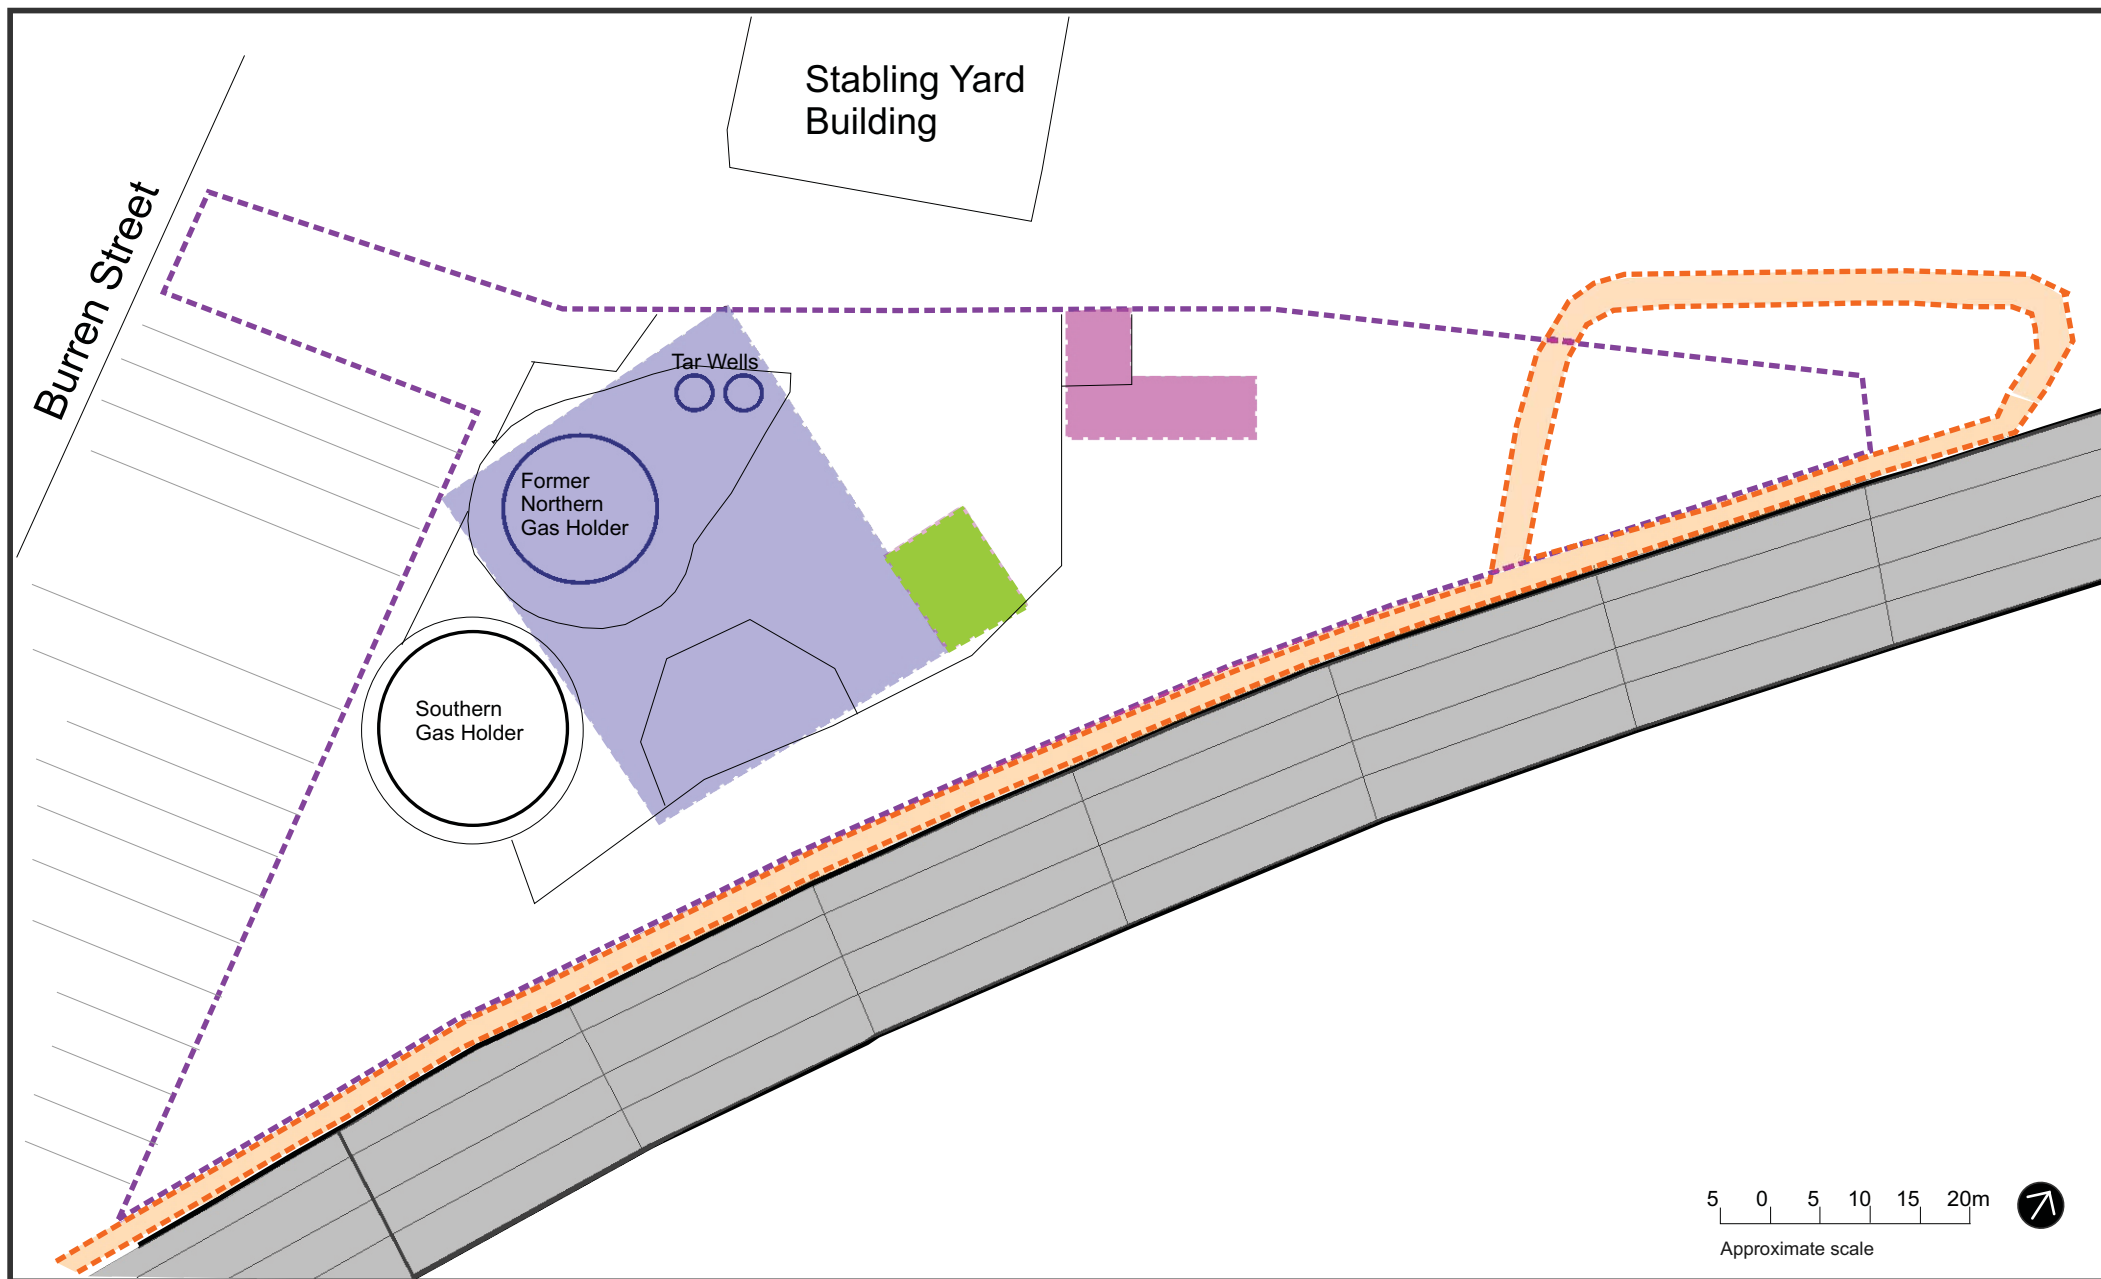 Stabling Yard
Building
Burren Street
Tar Wells
Former
Northern
Gas Holder
Southern
Gas Holder
5 0 5 10 15 20m
Approximate scale